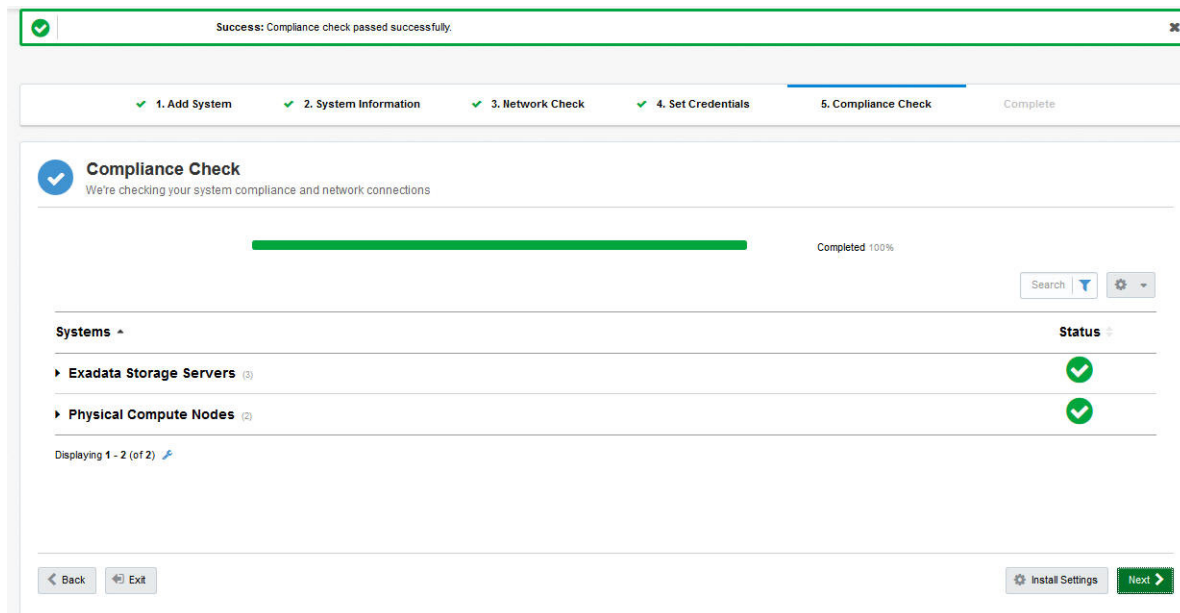 Success: Compliance check passed successfully.
1. Add System
2. System Information
3. Network Check
4. Set Credentials
5. Compliance Check
Complete
Compliance Check
We're checking your system compliance and network connections
Completed 100%
Search
Systems
Status
Exadata Storage Servers (3)
Physical Compute Nodes (2)
Displaying 1 - 2 (of 2)
Back
Exit
Install Settings
Next